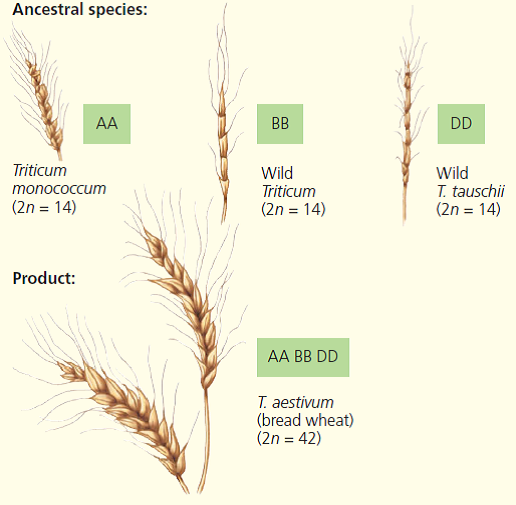 Ancestral species:
AA
BB
DD
Triticum
monococcum
(2n = 14)
Wild
Triticum
(2n = 14)
Wild
T. tauschii
(2n = 14)
Product:
AA BB DD
T. aestivum
(bread wheat)
(2n = 42)